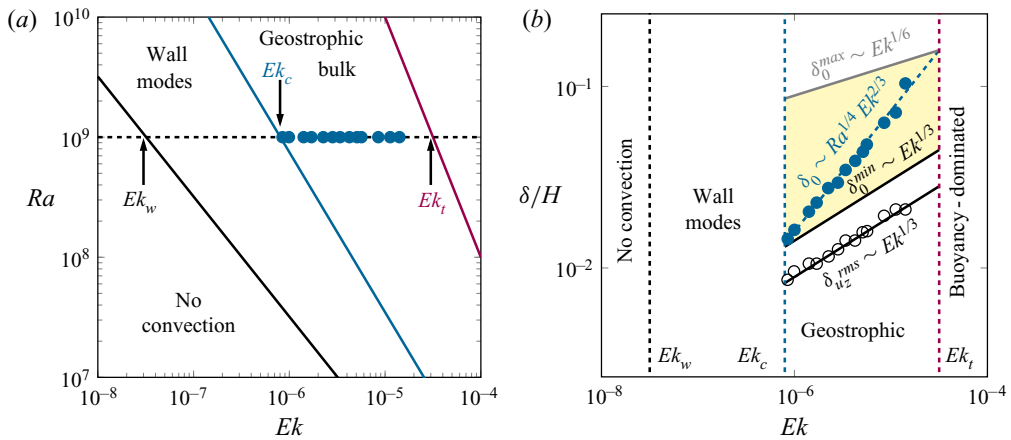 (a)
10^10
10^9
10^8
10^7
Ra
Wall
modes
Geostrophic
bulk
Ek_c
Ek_w
Ek_t
No
convection
10^−8
10^−7
10^−6
10^−5
10^−4
Ek
(b)
10^−1
10^−2
δ/H
No convection
Wall
modes
δ_0^max ~ Ek^1/6
δ_0 ~ Ra^1/4 Ek^2/3
δ_0^min ~ Ek^1/3
δ_{u_z}^rms ~ Ek^1/3
Buoyancy - dominated
Geostrophic
Ek_w
Ek_c
Ek_t
10^−8
10^−6
10^−4
Ek